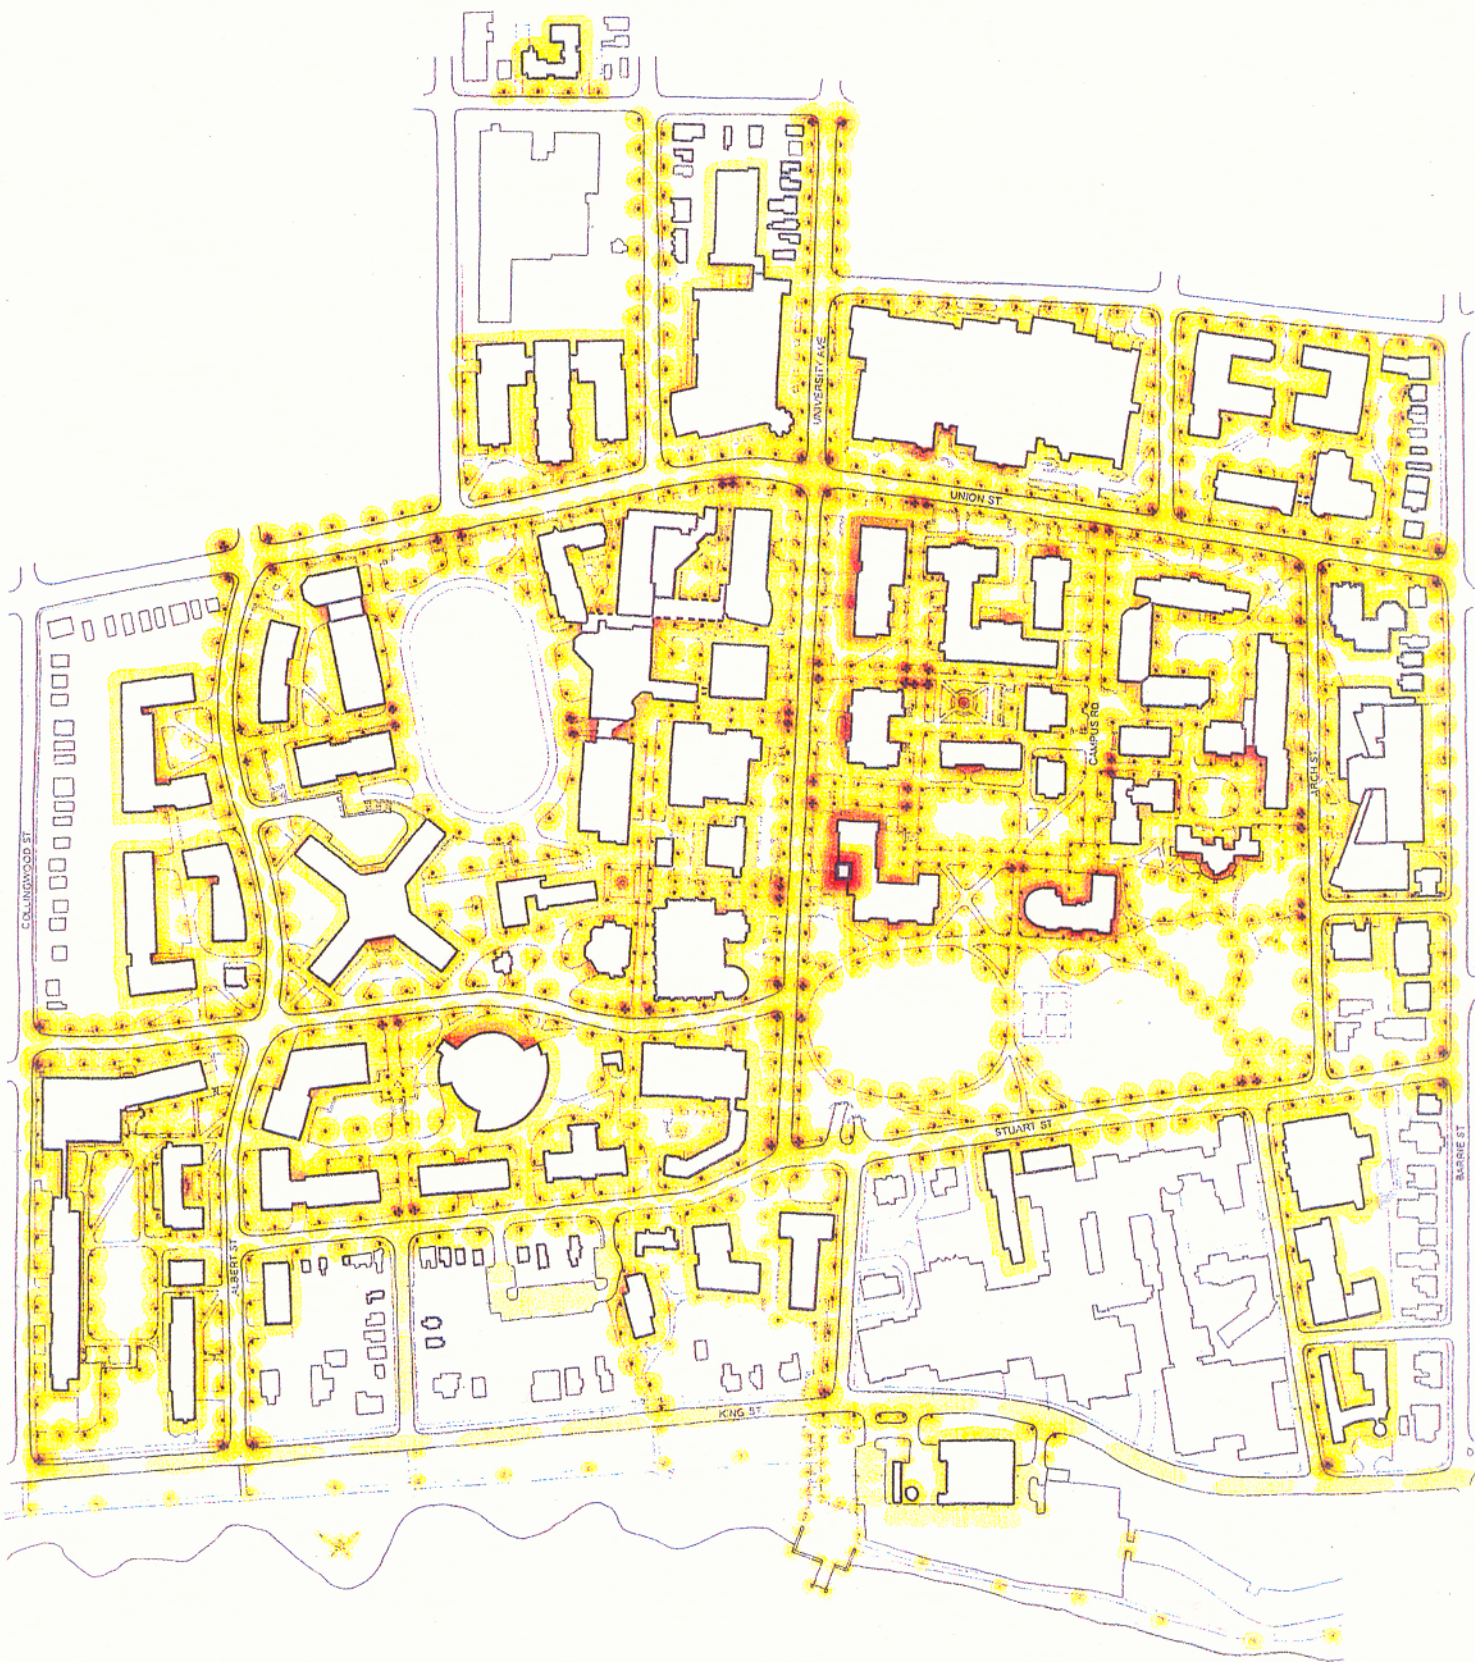 UNIVERSITY AVE
UNION ST
CAMPUS RD
ARCH ST
COLLINGWOOD ST
STUART ST
BARRIE ST
ALBERT ST
KING ST